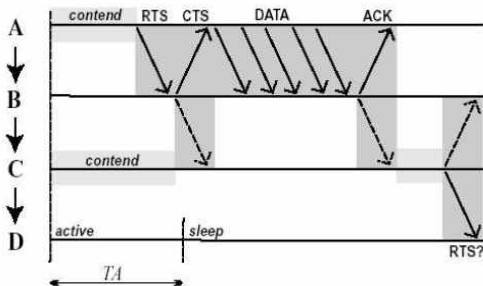 contend RTS CTS DATA ACK
A
B
contend
C
active sleep
D
RTS?
TA